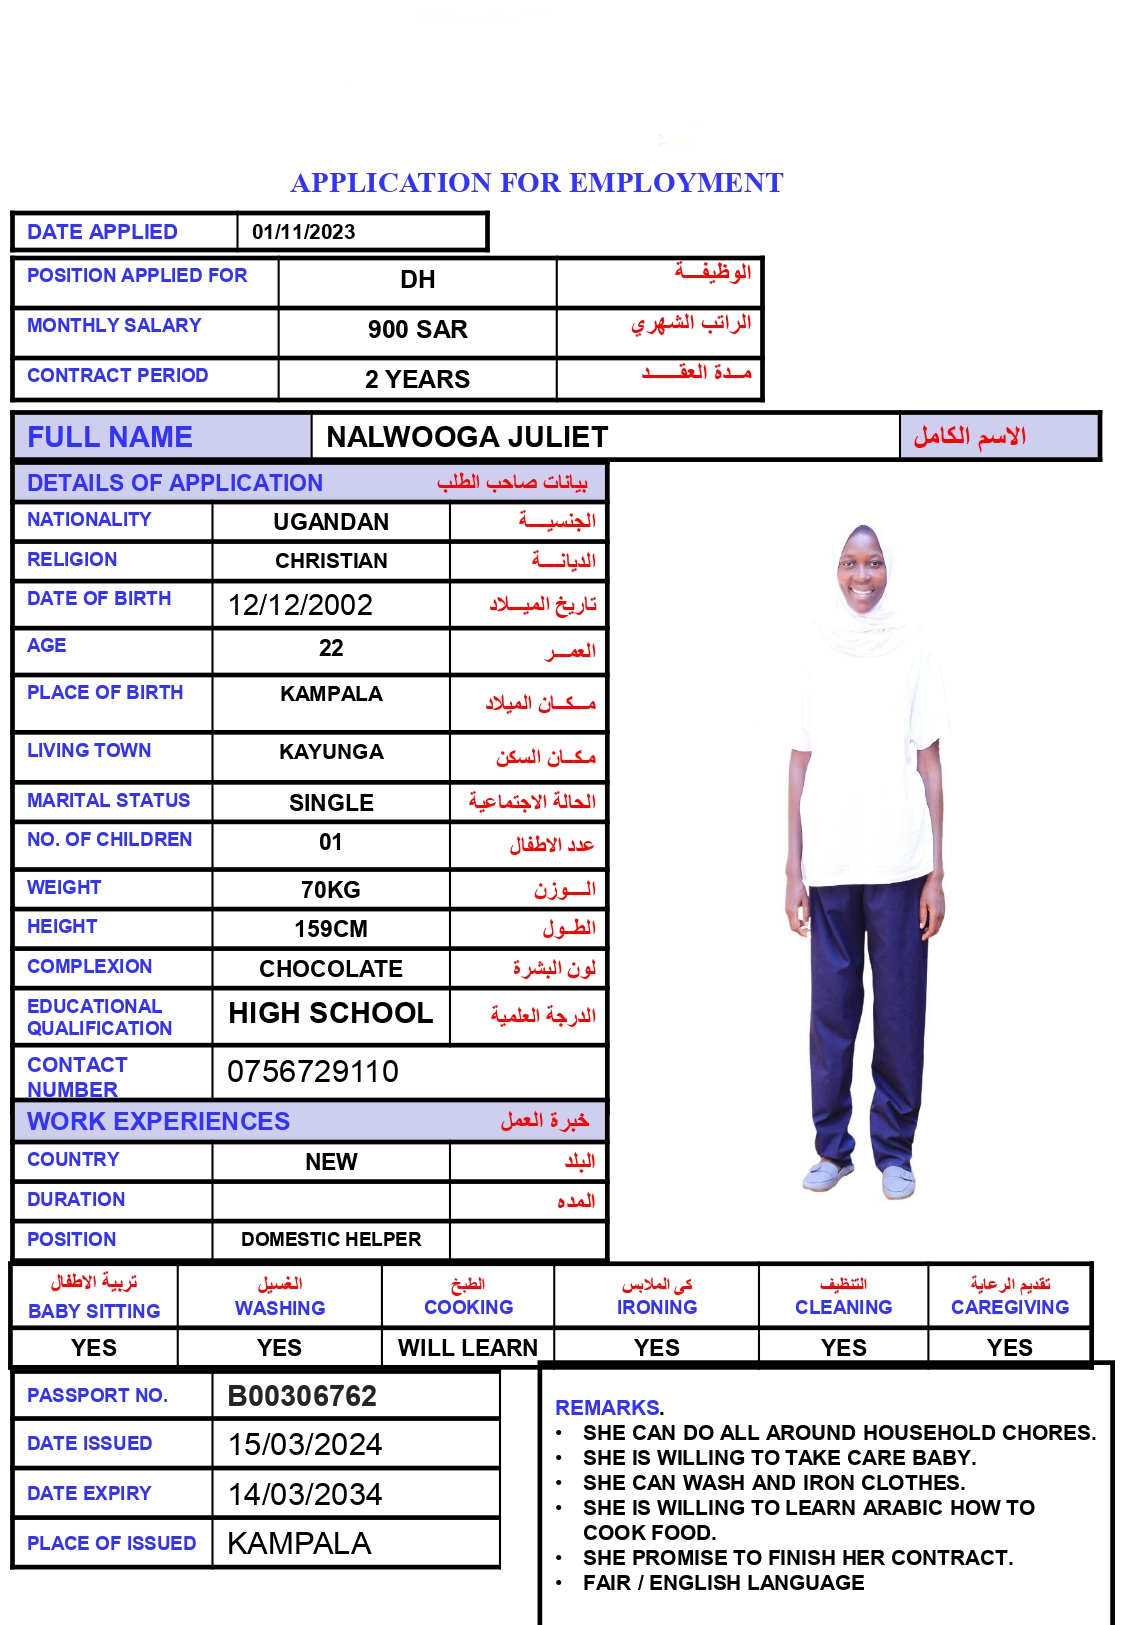 APPLICATION FOR EMPLOYMENT
DATE APPLIED 01/11/2023
POSITION APPLIED FOR DH الوظيفـــة
MONTHLY SALARY 900 SAR الراتب الشهري
CONTRACT PERIOD 2 YEARS مــدة العقــــــد
FULL NAME NALWOOGA JULIET الاسم الكامل
DETAILS OF APPLICATION بيانات صاحب الطلب
NATIONALITY UGANDAN الجنسيــــة
RELIGION CHRISTIAN الديانــــة
DATE OF BIRTH 12/12/2002 تاريخ الميـــلاد
AGE 22 العمـــر
PLACE OF BIRTH KAMPALA مــكــان الميلاد
LIVING TOWN KAYUNGA مكــان السكن
MARITAL STATUS SINGLE الحالة الاجتماعية
NO. OF CHILDREN 01 عدد الاطفال
WEIGHT 70KG الــــوزن
HEIGHT 159CM الطــول
COMPLEXION CHOCOLATE لون البشرة
EDUCATIONAL QUALIFICATION HIGH SCHOOL الدرجة العلمية
CONTACT NUMBER 0756729110
WORK EXPERIENCES خبرة العمل
COUNTRY NEW البلد
DURATION المده
POSITION DOMESTIC HELPER
تربية الاطفال الغسيل الطبخ كى الملابس التنظيف تقديم الرعاية
BABY SITTING WASHING COOKING IRONING CLEANING CAREGIVING
YES YES WILL LEARN YES YES YES
PASSPORT NO. B00306762
DATE ISSUED 15/03/2024
DATE EXPIRY 14/03/2034
PLACE OF ISSUED KAMPALA
REMARKS.
• SHE CAN DO ALL AROUND HOUSEHOLD CHORES.
• SHE IS WILLING TO TAKE CARE BABY.
• SHE CAN WASH AND IRON CLOTHES.
• SHE IS WILLING TO LEARN ARABIC HOW TO
COOK FOOD.
• SHE PROMISE TO FINISH HER CONTRACT.
• FAIR / ENGLISH LANGUAGE